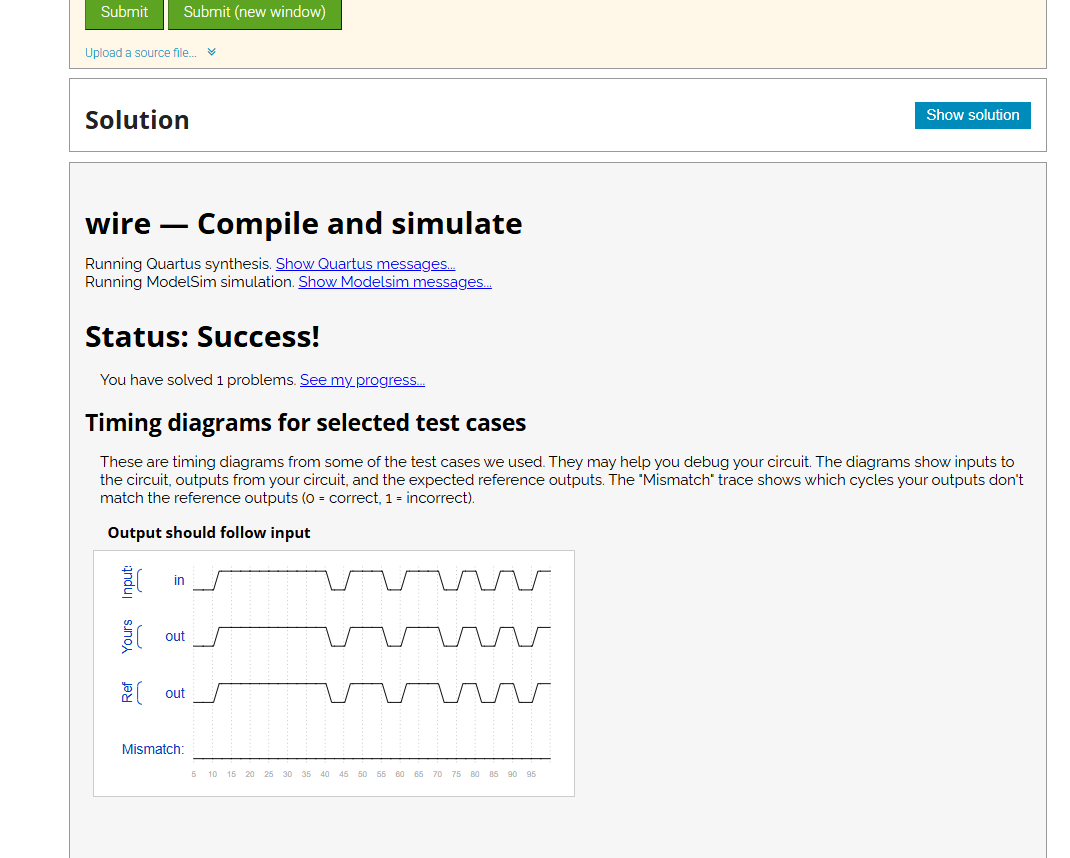 Submit Submit (new window)
Upload a source file...
Solution
Show solution
wire — Compile and simulate
Running Quartus synthesis. Show Quartus messages...
Running ModelSim simulation. Show Modelsim messages...
Status: Success!
You have solved 1 problems. See my progress...
Timing diagrams for selected test cases
These are timing diagrams from some of the test cases we used. They may help you debug your circuit. The diagrams show inputs to
the circuit, outputs from your circuit, and the expected reference outputs. The "Mismatch" trace shows which cycles your outputs don't
match the reference outputs (0 = correct, 1 = incorrect).
Output should follow input
Inputs
in
Yours
out
Ref
out
Mismatch:
5 10 15 20 25 30 35 40 45 50 55 60 65 70 75 80 85 90 95